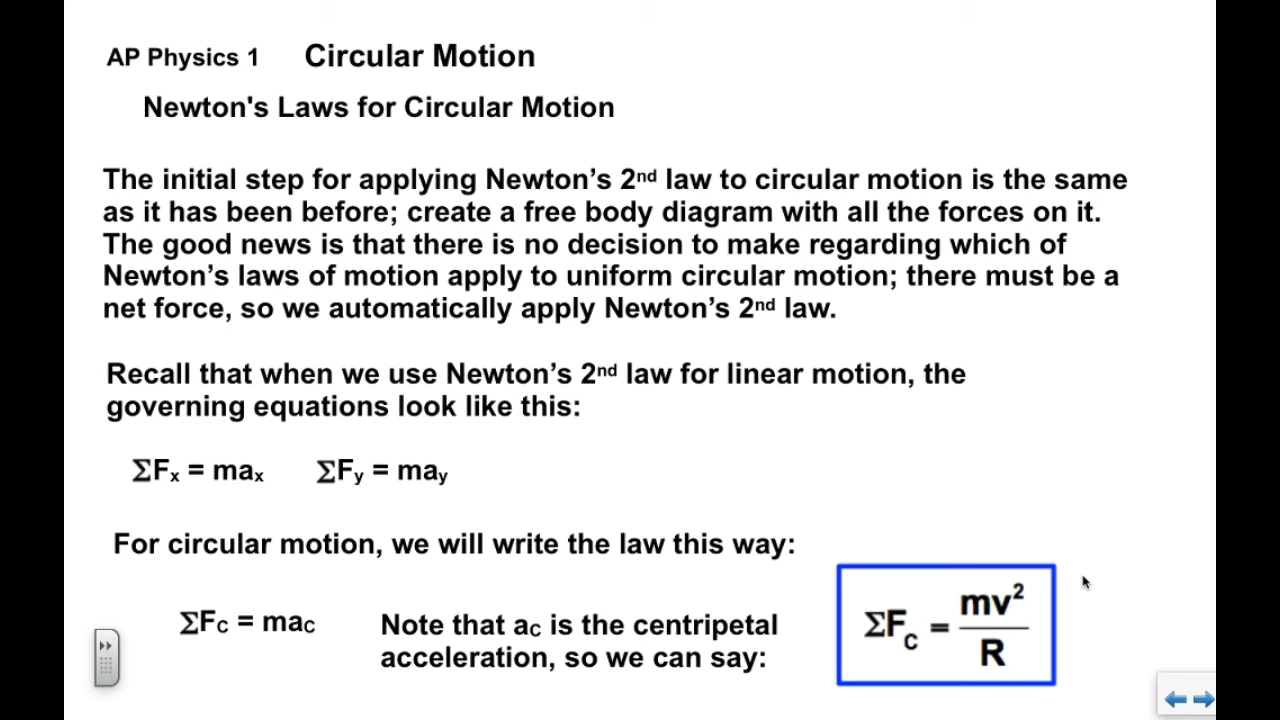 AP Physics 1 Circular Motion
Newton's Laws for Circular Motion
The initial step for applying Newton’s 2nd law to circular motion is the same
as it has been before; create a free body diagram with all the forces on it.
The good news is that there is no decision to make regarding which of
Newton’s laws of motion apply to uniform circular motion; there must be a
net force, so we automatically apply Newton’s 2nd law.
Recall that when we use Newton’s 2nd law for linear motion, the
governing equations look like this:
ΣFx = max ΣFy = may
For circular motion, we will write the law this way:
ΣFC = maC
Note that aC is the centripetal
acceleration, so we can say:
ΣFC = mv²/R